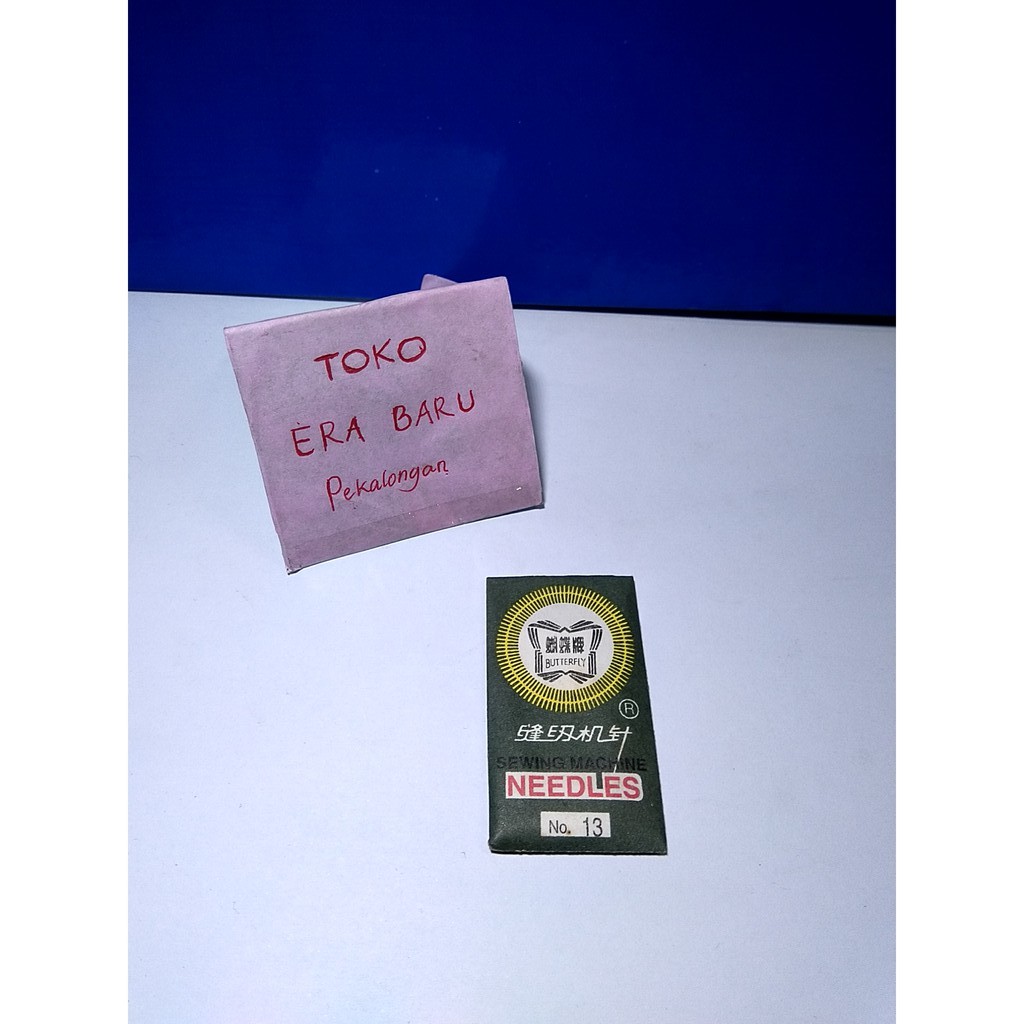 TOKO
ERA BARU
Pekalongan
蝴蝶牌
BUTTERFLY
®
缝纫机针
SEWING MACHINE
NEEDLES
No. 13